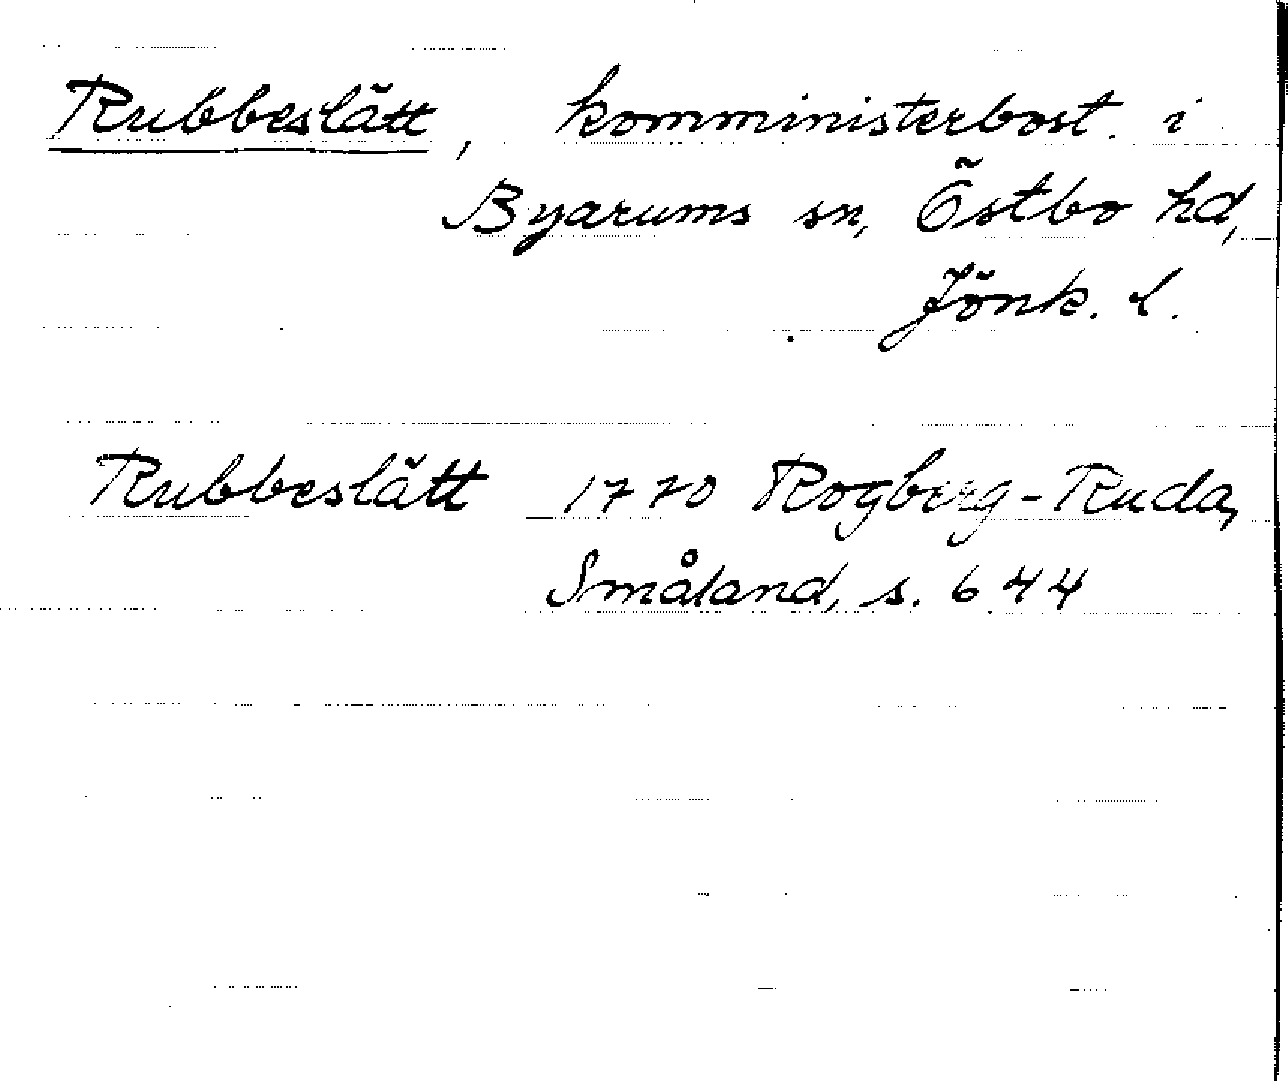 Rubbeslätt, komministerbost. i
Byarums sn, Östbo hd,
Jönk. l.
Rubbeslätt 1770 Rogberg-Ruda,
Småland, s. 644